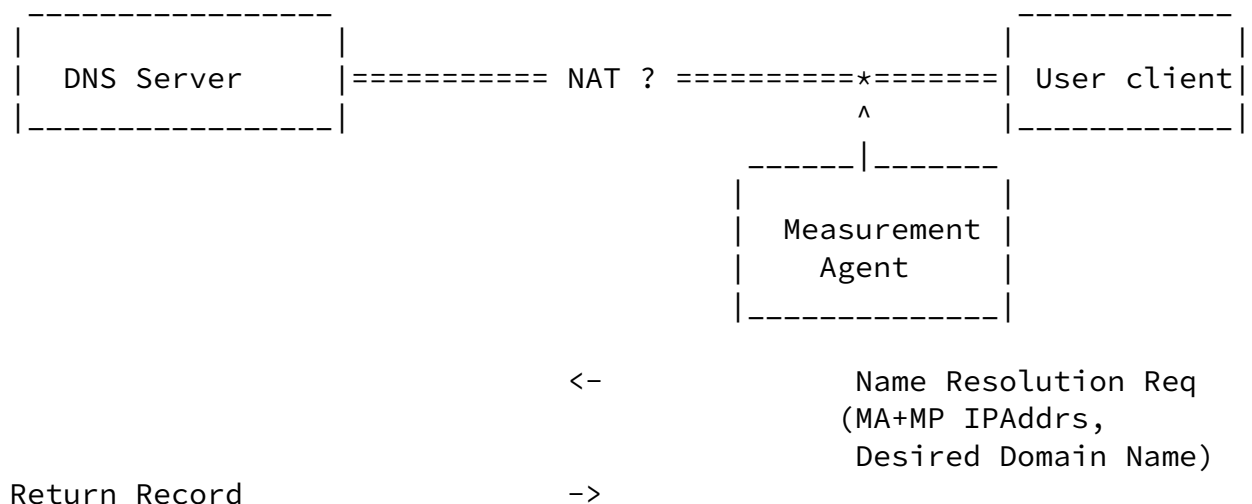 DNS Server =========== NAT ? ==========*======= User client
^
Measurement
Agent
<- Name Resolution Req
(MA+MP IPAddrs,
Desired Domain Name)
Return Record ->